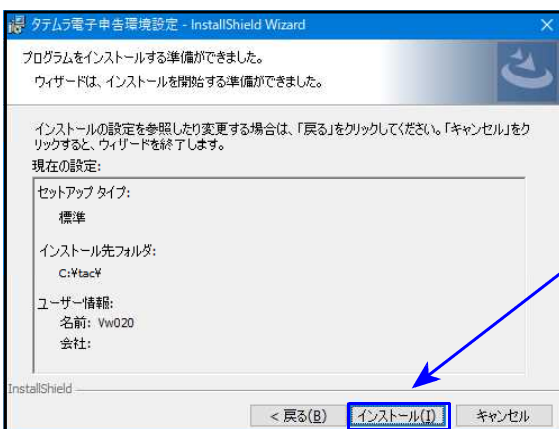 タテムラ電子申告環境設定 - InstallShield Wizard
プログラムをインストールする準備ができました。
ウィザードは、インストールを開始する準備ができました。
インストールの設定を参照したり変更する場合は、「戻る」をクリックしてください。「キャンセル」をク
リックすると、ウィザードを終了します。
現在の設定:
セットアップ タイプ:
標準
インストール先フォルダ:
C:¥tac¥
ユーザー情報:
名前: Vw020
会社:
InstallShield
< 戻る(B) インストール(I) キャンセル